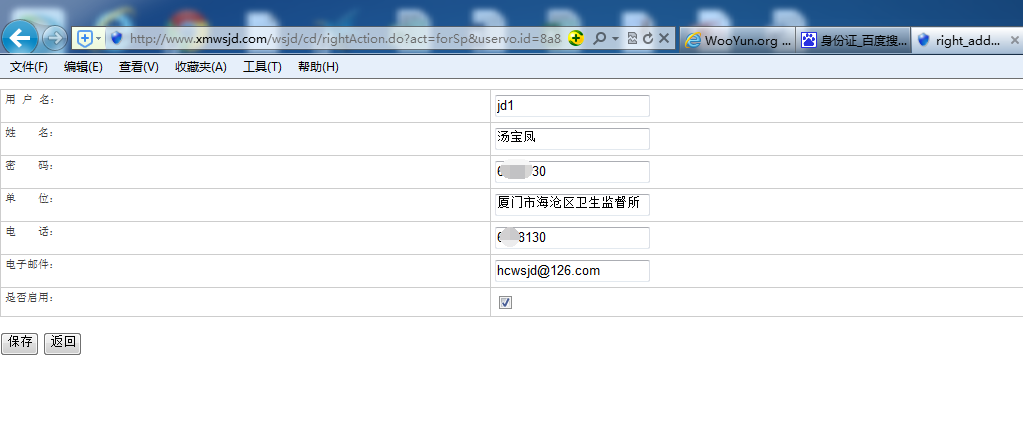 http://www.xmwsjd.com/wsjd/cd/rightAction.do?act=forSp&uservo.id=8a8
WooYun.org ...
身份证_百度搜...
right_add...
文件(F) 编辑(E) 查看(V) 收藏夹(A) 工具(T) 帮助(H)
用 户 名: jd1
姓 名: 汤宝凤
密 码: 6 30
单 位: 厦门市海沧区卫生监督所
电 话: 6 8130
电子邮件: hcwsjd@126.com
是否启用:
保存 返回